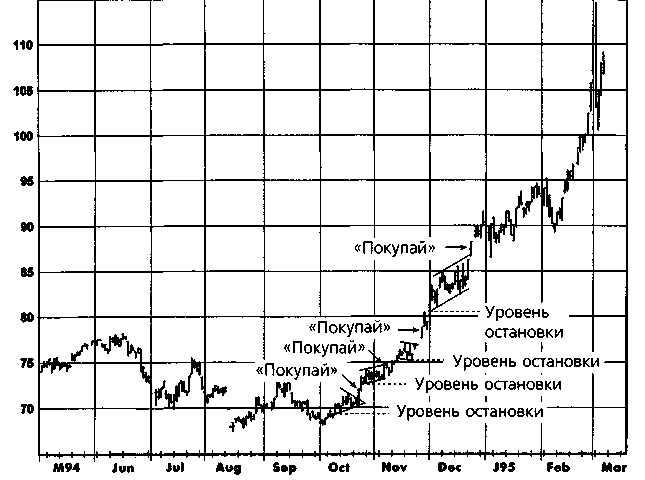 110
105
100
95
90
«Покупай»
85
80
Уровень
остановки
«Покупай»
«Покупай»
75
Уровень остановки
«Покупай»
Уровень остановки
70
Уровень остановки
M94 Jun Jul Aug Sep Oct Nov Dec J95 Feb Mar